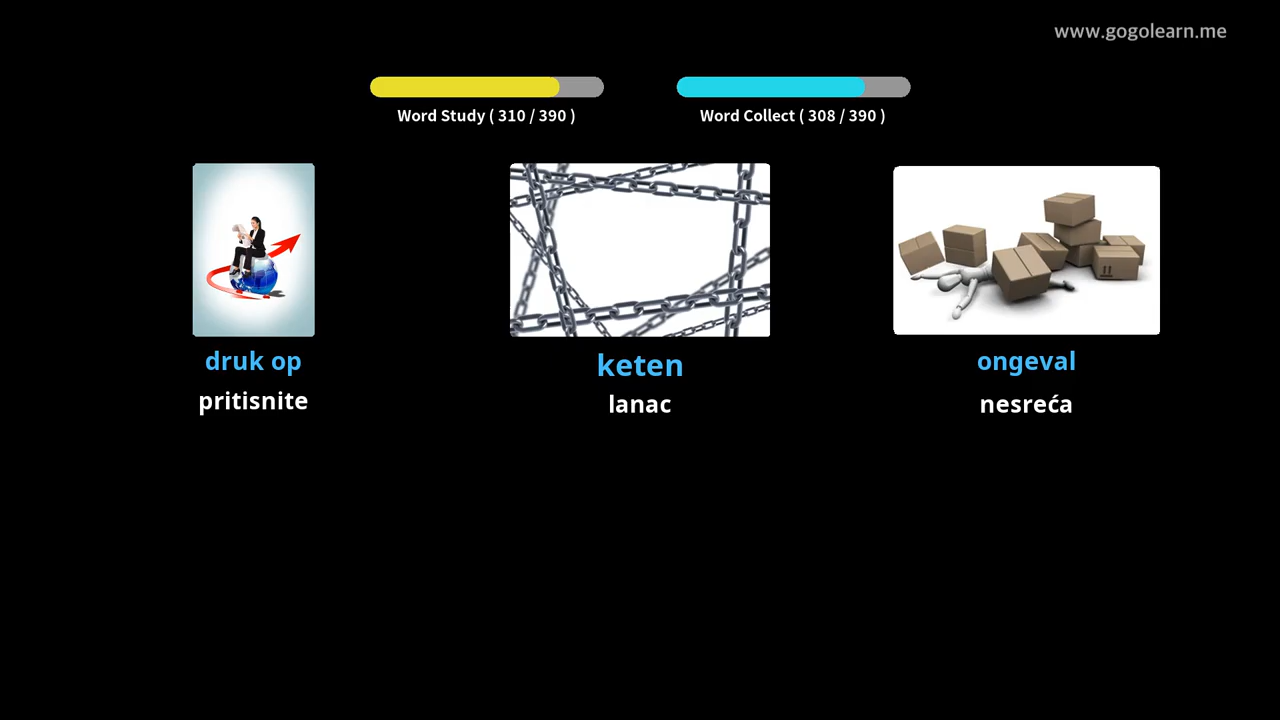 www.gogolearn.me
Word Study ( 310 / 390 )
Word Collect ( 308 / 390 )
druk op
pritisnite
keten
lanac
ongeval
nesreća